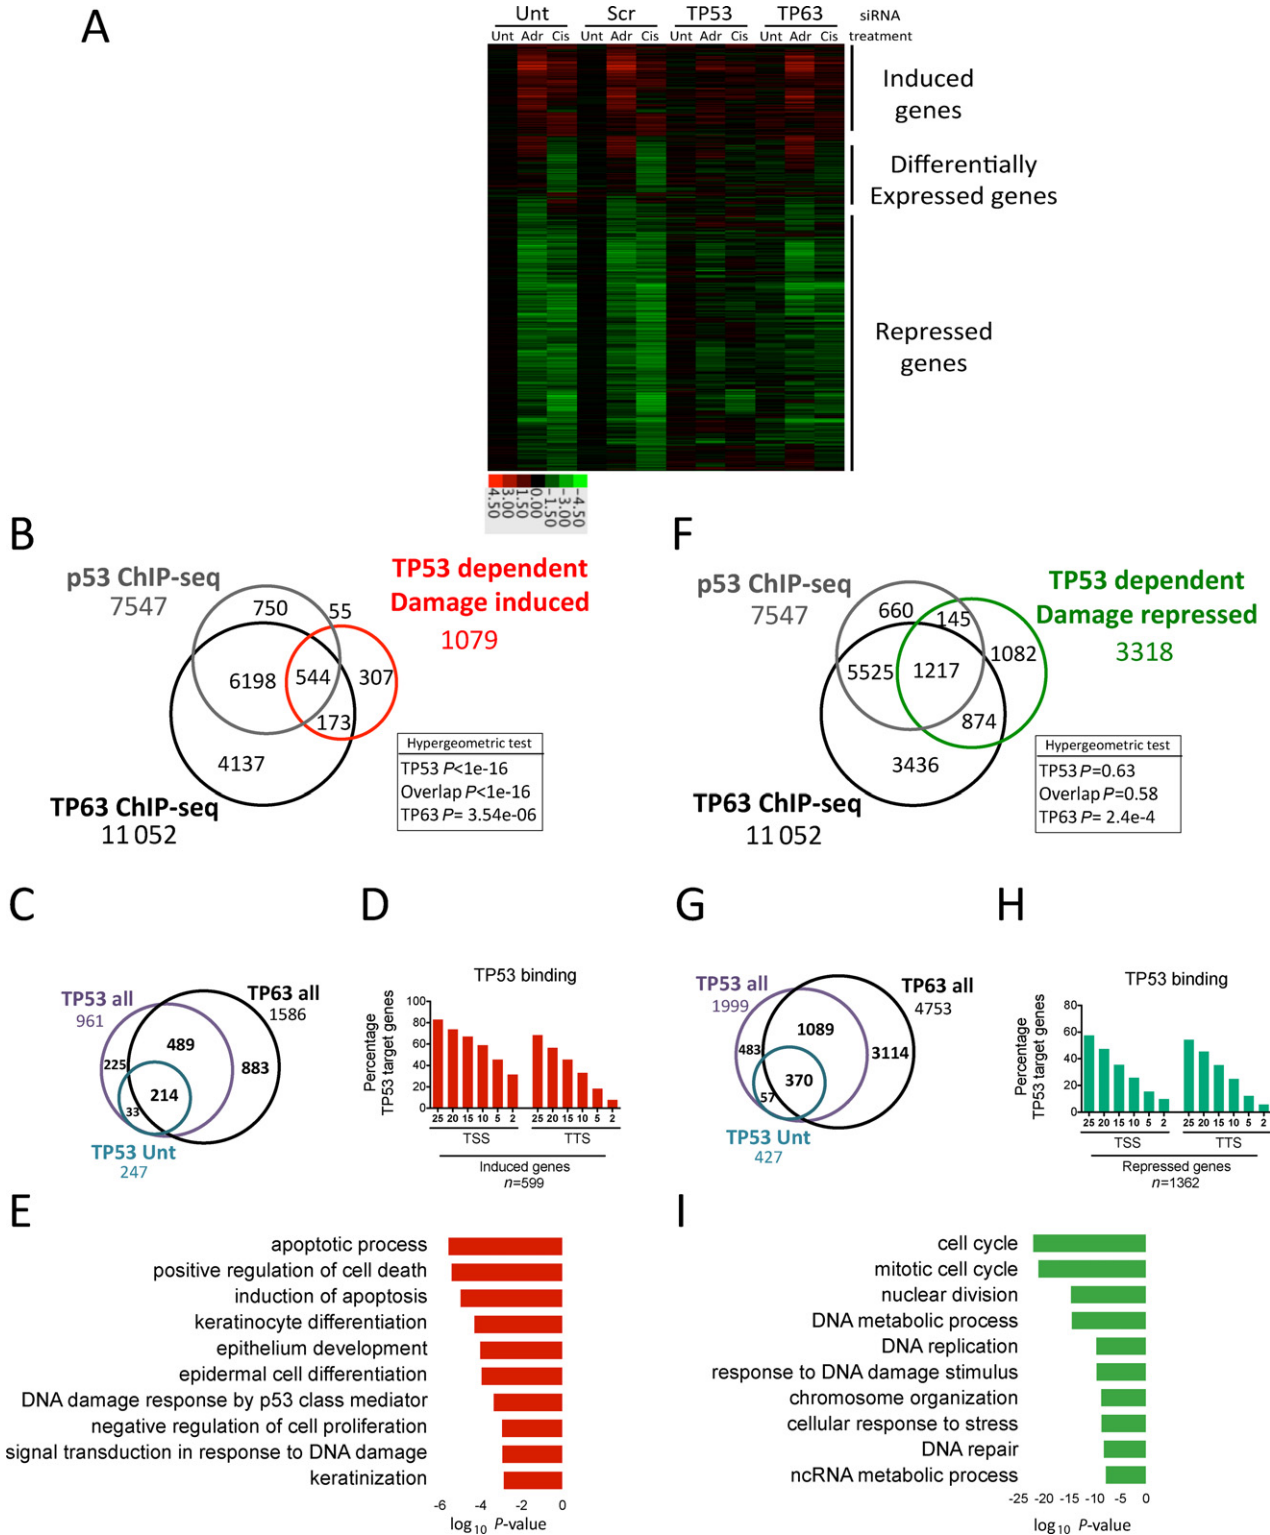 A
Unt Scr TP53 TP63 siRNA
Unt Adr Cis Unt Adr Cis Unt Adr Cis Unt Adr Cis treatment
Induced
genes
Differentially
Expressed genes
Repressed
genes
4.50 3.00 1.50 0.00 -1.50 -3.00 -4.50
B
p53 ChIP-seq
7547
TP53 dependent
Damage induced
1079
750
55
6198
544
307
173
4137
TP63 ChIP-seq
11052
Hypergeometric test
TP53 P<1e-16
Overlap P<1e-16
TP63 P= 3.54e-06
F
p53 ChIP-seq
7547
TP53 dependent
Damage repressed
3318
660
145
1082
5525
1217
874
3436
TP63 ChIP-seq
11052
Hypergeometric test
TP53 P=0.63
Overlap P=0.58
TP63 P= 2.4e-4
C
TP53 all
961
TP63 all
1586
489
225
883
214
33
TP53 Unt
247
D
TP53 binding
Percentage
TP53 target genes
100
80
60
40
20
0
25 20 15 10 5 2 25 20 15 10 5 2
TSS TTS
Induced genes
n=599
G
TP53 all
1999
TP63 all
4753
1089
483
3114
370
57
TP53 Unt
427
H
TP53 binding
Percentage
TP53 target genes
80
60
40
20
0
25 20 15 10 5 2 25 20 15 10 5 2
TSS TTS
Repressed genes
n=1362
E
apoptotic process
positive regulation of cell death
induction of apoptosis
keratinocyte differentiation
epithelium development
epidermal cell differentiation
DNA damage response by p53 class mediator
negative regulation of cell proliferation
signal transduction in response to DNA damage
keratinization
-6 -4 -2 0
log10 P-value
I
cell cycle
mitotic cell cycle
nuclear division
DNA metabolic process
DNA replication
response to DNA damage stimulus
chromosome organization
cellular response to stress
DNA repair
ncRNA metabolic process
-25 -20 -15 -10 -5 0
log10 P-value